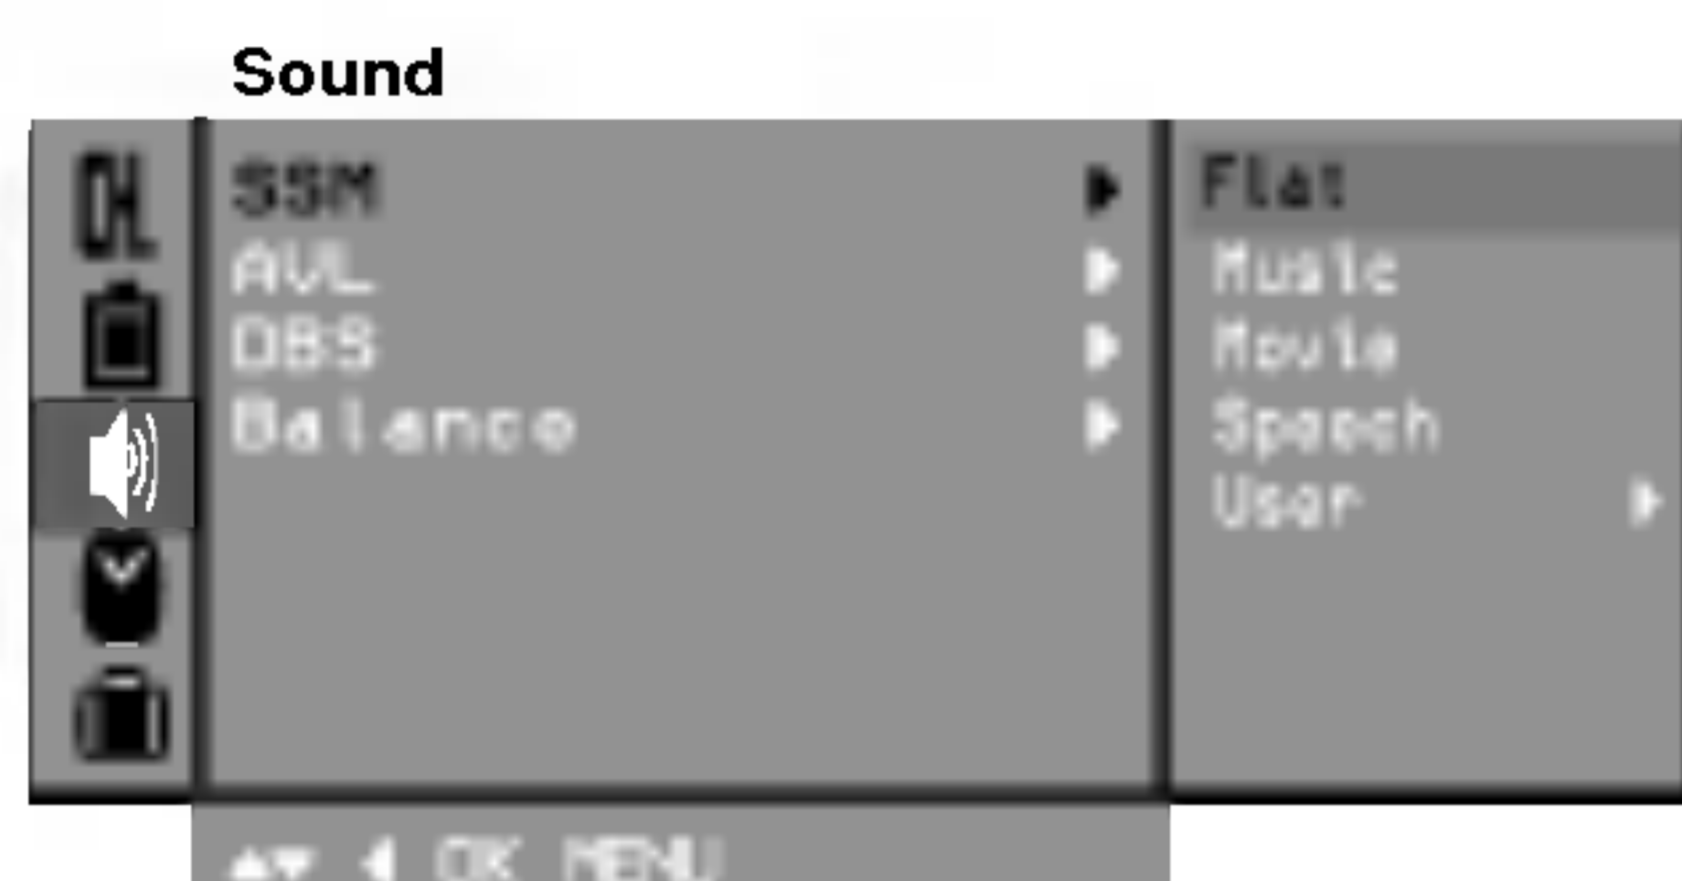 Sound
SSM
AVL
DBS
Balance
Flat
Music
Movie
Speech
User
OK MENU